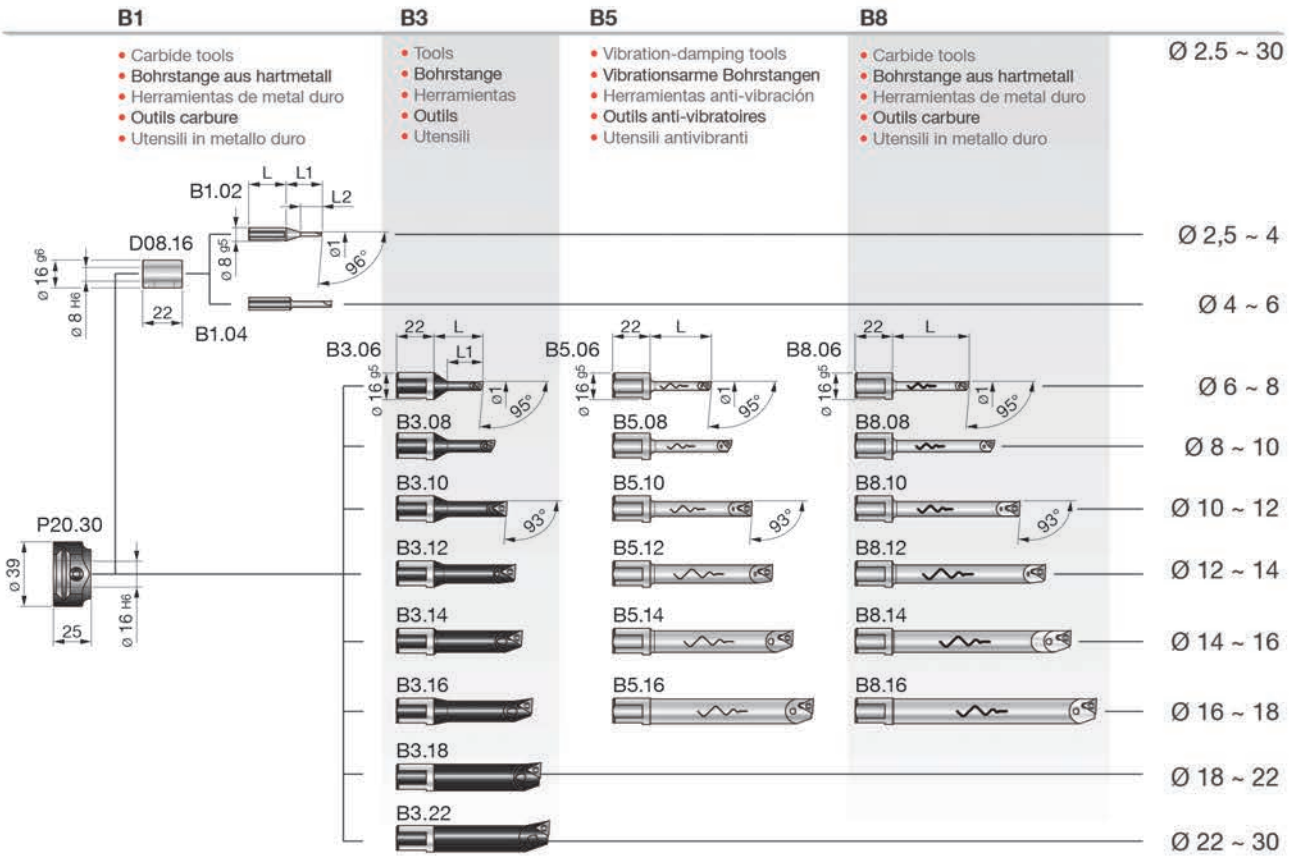 B1 B3 B5 B8
• Carbide tools
• Bohrstange aus hartmetall
• Herramientas de metal duro
• Outils carbure
• Utensili in metallo duro
• Tools
• Bohrstange
• Herramientas
• Outils
• Utensili
• Vibration-damping tools
• Vibrationsarme Bohrstangen
• Herramientas anti-vibración
• Outils anti-vibratoires
• Utensili antivibranti
• Carbide tools
• Bohrstange aus hartmetall
• Herramientas de metal duro
• Outils carbure
• Utensili in metallo duro
Ø 2.5 ~ 30
L L1
B1.02 L2
D08.16
Ø 16 g6
Ø 8 H6
22
Ø 8 g5
Ø1
96°
Ø 2,5 ~ 4
B1.04
Ø 4 ~ 6
B3.06
22 L
L1
Ø 16 g5
Ø1
95°
B5.06
22 L
Ø 16 g5
Ø1
95°
B8.06
22 L
Ø 16 g5
Ø1
95°
Ø 6 ~ 8
B3.08 B5.08 B8.08 Ø 8 ~ 10
B3.10 93° B5.10 93° B8.10 93° Ø 10 ~ 12
P20.30
Ø 39
25
Ø 16 H6
B3.12 B5.12 B8.12 Ø 12 ~ 14
B3.14 B5.14 B8.14 Ø 14 ~ 16
B3.16 B5.16 B8.16 Ø 16 ~ 18
B3.18 Ø 18 ~ 22
B3.22 Ø 22 ~ 30